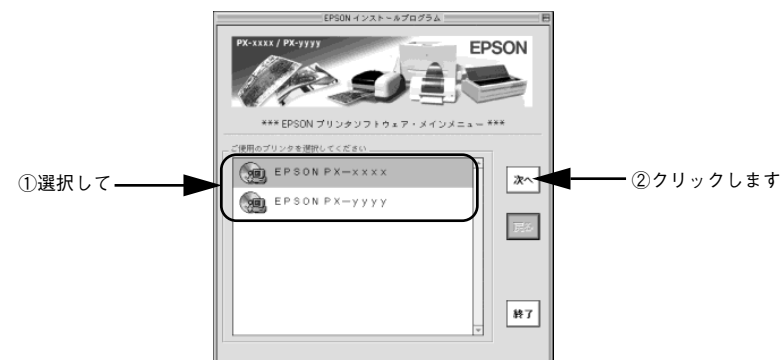 EPSON インストールプログラム
PX-xxxx / PX-yyyy
EPSON
*** EPSON プリンタソフトウェア・メインメニュー ***
ご使用のプリンタを選択してください
EPSON PX-xxxx
EPSON PX-yyyy
①選択して
次へ
②クリックします
戻る
終了